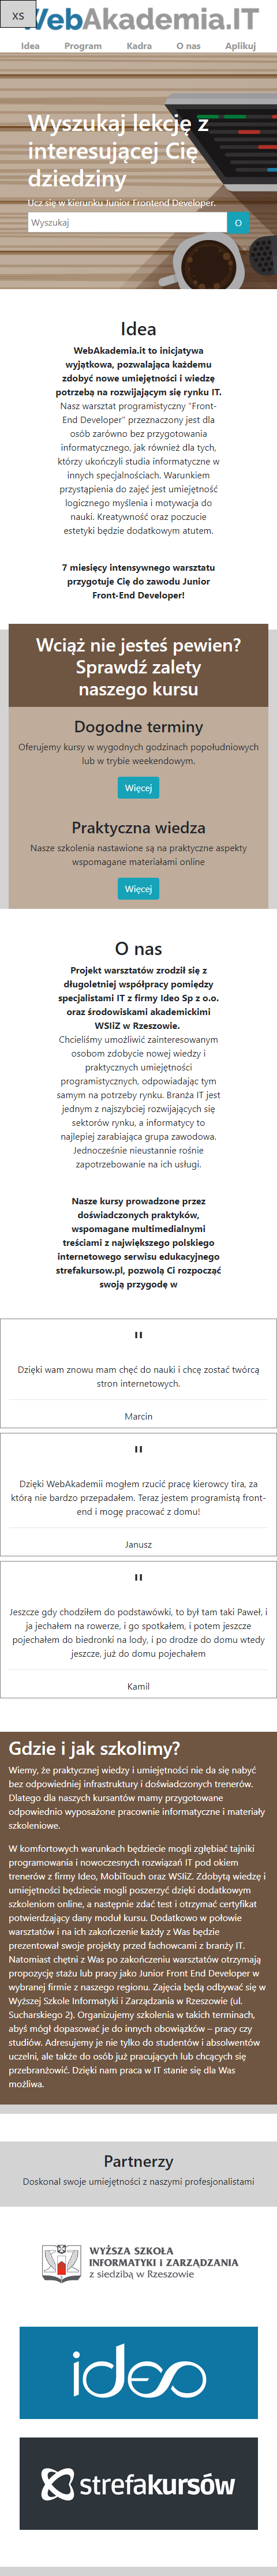 xs
WebAkademia.IT
Idea Program Kadra O nas Aplikuj
Wyszukaj lekcję z
interesującej Cię
dziedziny
Ucz się w kierunku Junior Frontend Developer.
Wyszukaj O
Idea
WebAkademia.it to inicjatywa
wyjątkowa, pozwalająca każdemu
zdobyć nowe umiejętności i wiedzę
potrzebą na rozwijającym się rynku IT.
Nasz warsztat programistyczny "Front-
End Developer" przeznaczony jest dla
osób zarówno bez przygotowania
informatycznego, jak również dla tych,
którzy ukończyli studia informatyczne w
innych specjalnościach. Warunkiem
przystąpienia do zajęć jest umiejętność
logicznego myślenia i motywacja do
nauki. Kreatywność oraz poczucie
estetyki będzie dodatkowym atutem.
7 miesięcy intensywnego warsztatu
przygotuje Cię do zawodu Junior
Front-End Developer!
Wciąż nie jesteś pewien?
Sprawdź zalety
naszego kursu
Dogodne terminy
Oferujemy kursy w wygodnych godzinach popołudniowych
lub w trybie weekendowym.
Więcej
Praktyczna wiedza
Nasze szkolenia nastawione są na praktyczne aspekty
wspomagane materiałami online
Więcej
O nas
Projekt warsztatów zrodził się z
długoletniej współpracy pomiędzy
specjalistami IT z firmy Ideo Sp z o.o.
oraz środowiskami akademickimi
WSIiZ w Rzeszowie.
Chcieliśmy umożliwić zainteresowanym
osobom zdobycie nowej wiedzy i
praktycznych umiejętności
programistycznych, odpowiadając tym
samym na potrzeby rynku. Branża IT jest
jednym z najszybciej rozwijających się
sektorów rynku, a informatycy to
najlepiej zarabiająca grupa zawodowa.
Jednocześnie nieustannie rośnie
zapotrzebowanie na ich usługi.
Nasze kursy prowadzone przez
doświadczonych praktyków,
wspomagane multimedialnymi
treściami z największego polskiego
internetowego serwisu edukacyjnego
strefakursow.pl, pozwolą Ci rozpocząć
swoją przygodę w
"
Dzięki wam znowu mam chęć do nauki i chcę zostać twórcą
stron internetowych.
Marcin
"
Dzięki WebAkademii mogłem rzucić pracę kierowcy tira, za
którą nie bardzo przepadałem. Teraz jestem programistą front-
end i mogę pracować z domu!
Janusz
"
Jeszcze gdy chodziłem do podstawówki, to był tam taki Paweł, i
ja jechałem na rowerze, i go spotkałem, i potem jeszcze
pojechałem do biedronki na lody, i po drodze do domu wtedy
jeszcze, już do domu pojechałem
Kamil
Gdzie i jak szkolimy?
Wiemy, że praktycznej wiedzy i umiejętności nie da się nabyć
bez odpowiedniej infrastruktury i doświadczonych trenerów.
Dlatego dla naszych kursantów mamy przygotowane
odpowiednio wyposażone pracownie informatyczne i materiały
szkoleniowe.
W komfortowych warunkach będziecie mogli zgłębiać tajniki
programowania i nowoczesnych rozwiązań IT pod okiem
trenerów z firmy Ideo, MobiTouch oraz WSIiZ. Zdobytą wiedzę i
umiejętności będziecie mogli poszerzyć dzięki dodatkowym
szkoleniom online, a następnie zdać test i otrzymać certyfikat
potwierdzający dany moduł kursu. Dodatkowo w połowie
warsztatów i na ich zakończenie każdy z Was będzie
prezentował swoje projekty przed fachowcami z branży IT.
Natomiast chętni z Was po zakończeniu warsztatów otrzymają
propozycję stażu lub pracy jako Junior Front End Developer w
wybranej firmie z naszego regionu. Zajęcia będą odbywać się w
Wyższej Szkole Informatyki i Zarządzania w Rzeszowie (ul.
Sucharskiego 2). Organizujemy szkolenia w takich terminach,
abyś mógł dopasować je do innych obowiązków – pracy czy
studiów. Adresujemy je nie tylko do studentów i absolwentów
uczelni, ale także do osób już pracujących lub chcących się
przebranżowić. Dzięki nam praca w IT stanie się dla Was
możliwa.
Partnerzy
Doskonal swoje umiejętności z naszymi profesjonalistami
WYŻSZA SZKOŁA
INFORMATYKI i ZARZĄDZANIA
z siedzibą w Rzeszowie
ideo
strefakursów